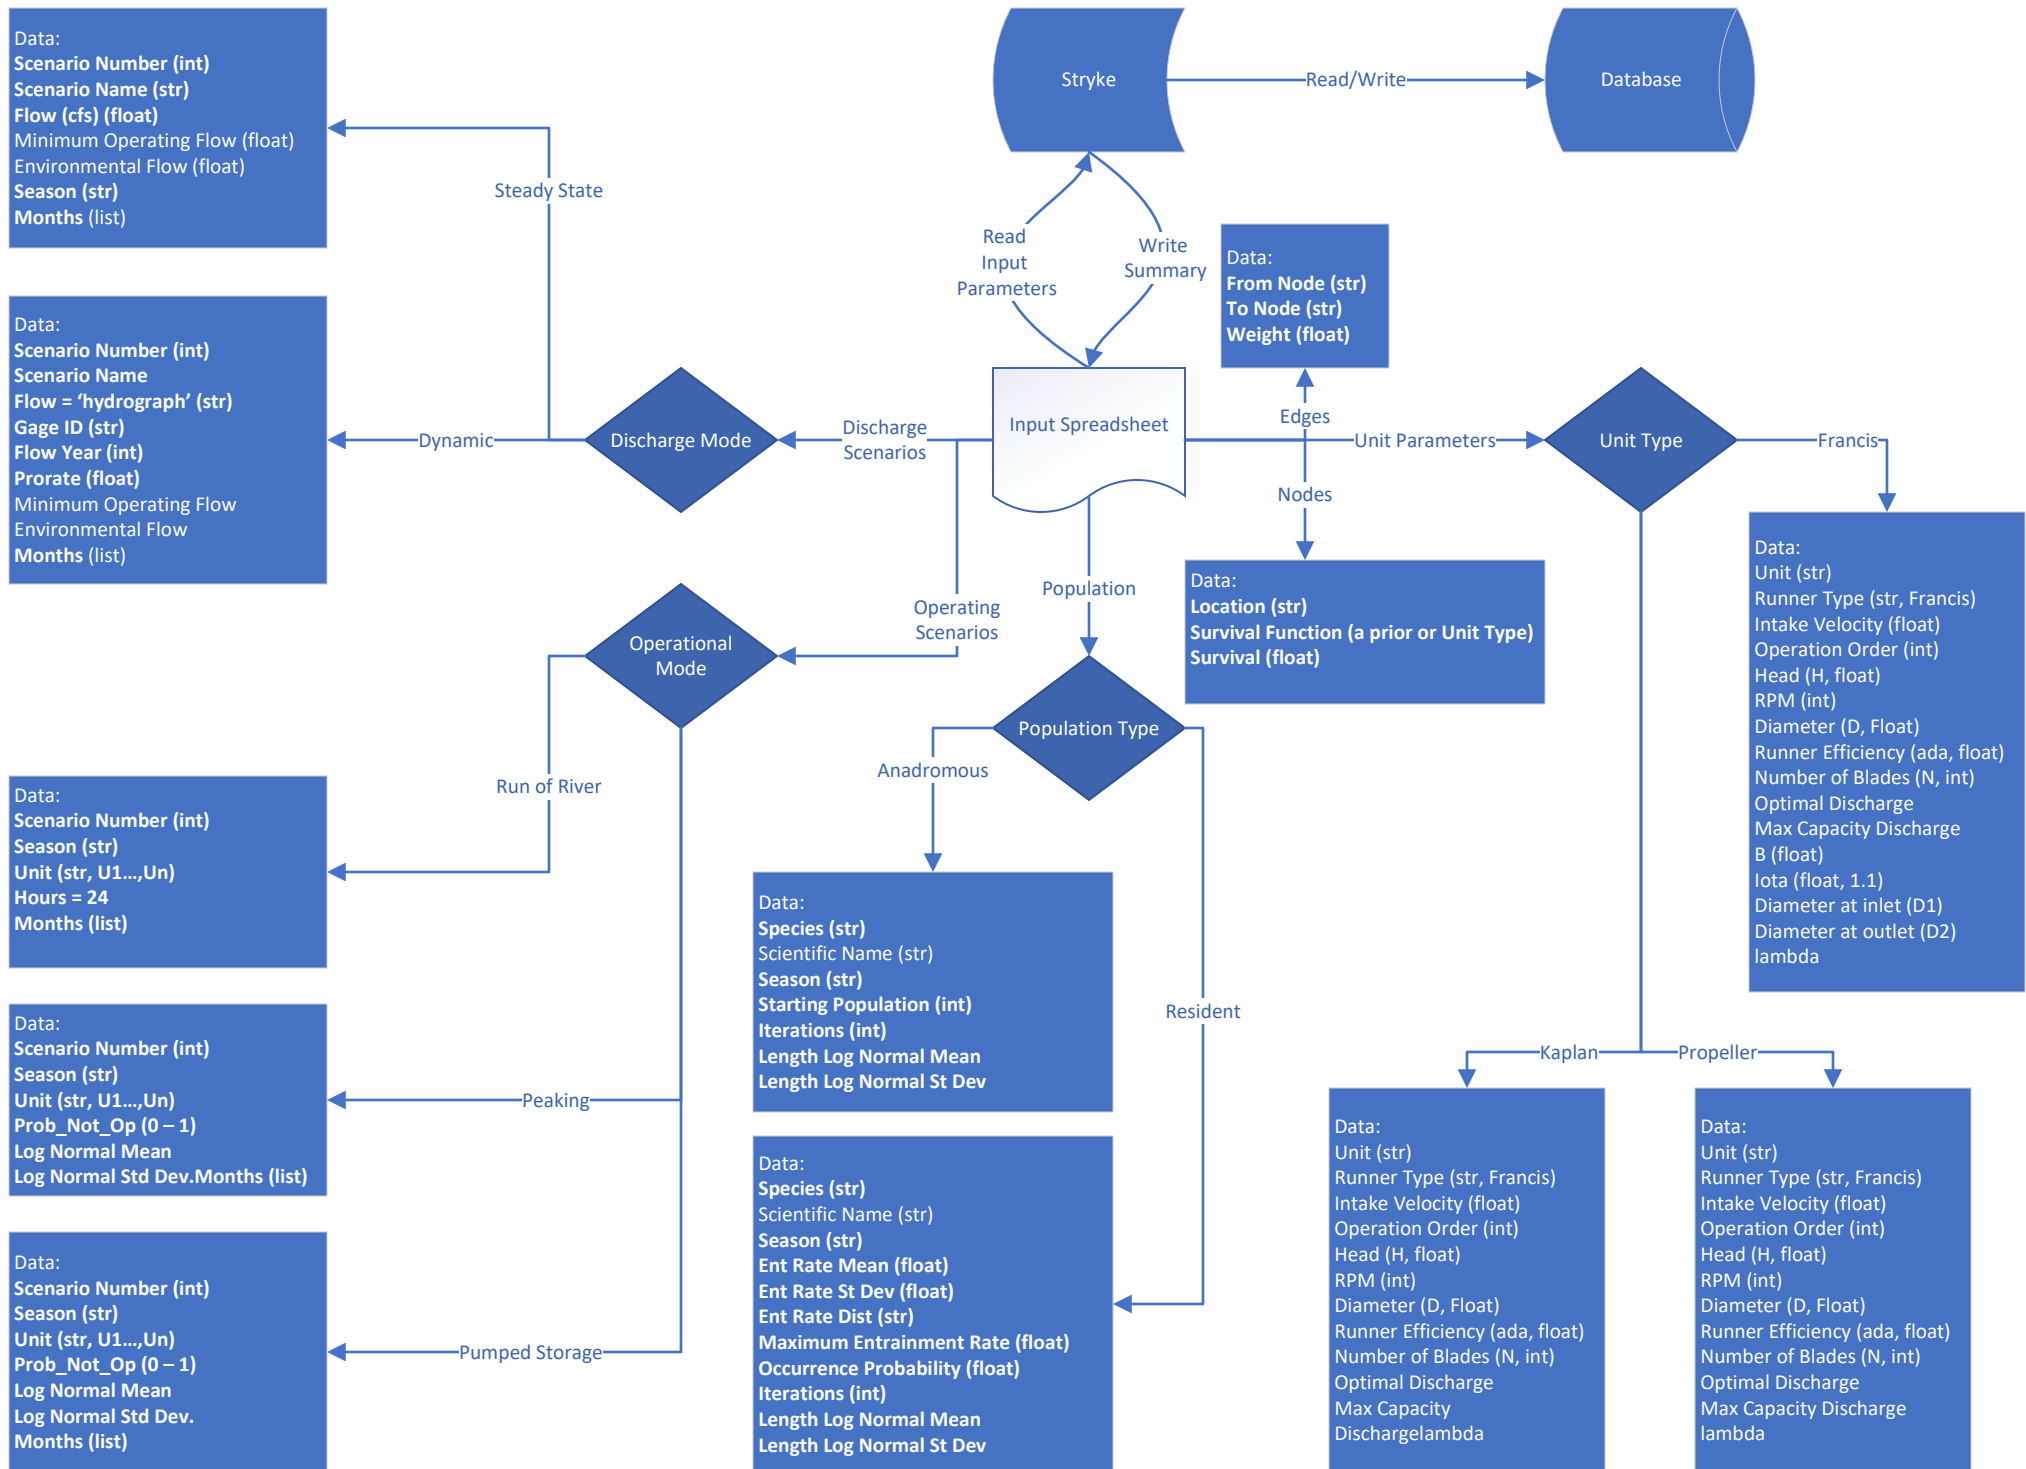 Data:
Scenario Number (int)
Scenario Name (str)
Flow (cfs) (float)
Minimum Operating Flow (float)
Environmental Flow (float)
Season (str)
Months (list)
Steady State
Stryke
Read/Write
Database
Read
Input
Parameters
Write
Summary
Data:
From Node (str)
To Node (str)
Weight (float)
Data:
Scenario Number (int)
Scenario Name
Flow = ‘hydrograph’ (str)
Gage ID (str)
Flow Year (int)
Prorate (float)
Minimum Operating Flow
Environmental Flow
Months (list)
Dynamic
Discharge Mode
Discharge
Scenarios
Input Spreadsheet
Edges
Unit Parameters
Unit Type
Francis
Nodes
Data:
Location (str)
Survival Function (a prior or Unit Type)
Survival (float)
Population
Operating
Scenarios
Operational
Mode
Population Type
Anadromous
Resident
Run of River
Data:
Scenario Number (int)
Season (str)
Unit (str, U1…,Un)
Hours = 24
Months (list)
Data:
Unit (str)
Runner Type (str, Francis)
Intake Velocity (float)
Operation Order (int)
Head (H, float)
RPM (int)
Diameter (D, Float)
Runner Efficiency (ada, float)
Number of Blades (N, int)
Optimal Discharge
Max Capacity Discharge
B (float)
Iota (float, 1.1)
Diameter at inlet (D1)
Diameter at outlet (D2)
lambda
Data:
Species (str)
Scientific Name (str)
Season (str)
Starting Population (int)
Iterations (int)
Length Log Normal Mean
Length Log Normal St Dev
Data:
Scenario Number (int)
Season (str)
Unit (str, U1…,Un)
Prob_Not_Op (0 – 1)
Log Normal Mean
Log Normal Std Dev.Months (list)
Peaking
Kaplan
Propeller
Data:
Species (str)
Scientific Name (str)
Season (str)
Ent Rate Mean (float)
Ent Rate St Dev (float)
Ent Rate Dist (str)
Maximum Entrainment Rate (float)
Occurrence Probability (float)
Iterations (int)
Length Log Normal Mean
Length Log Normal St Dev
Data:
Unit (str)
Runner Type (str, Francis)
Intake Velocity (float)
Operation Order (int)
Head (H, float)
RPM (int)
Diameter (D, Float)
Runner Efficiency (ada, float)
Number of Blades (N, int)
Optimal Discharge
Max Capacity
Dischargelambda
Data:
Unit (str)
Runner Type (str, Francis)
Intake Velocity (float)
Operation Order (int)
Head (H, float)
RPM (int)
Diameter (D, Float)
Runner Efficiency (ada, float)
Number of Blades (N, int)
Optimal Discharge
Max Capacity Discharge
lambda
Data:
Scenario Number (int)
Season (str)
Unit (str, U1…,Un)
Prob_Not_Op (0 – 1)
Log Normal Mean
Log Normal Std Dev.
Months (list)
Pumped Storage